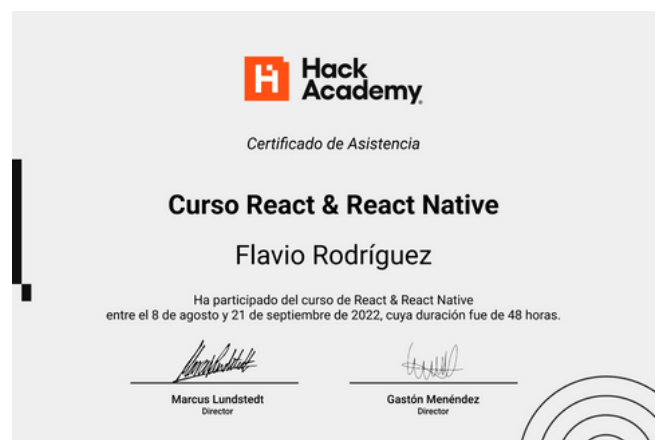 Hack
Academy
Certificado de Asistencia
Curso React & React Native
Flavio Rodríguez
Ha participado del curso de React & React Native
entre el 8 de agosto y 21 de septiembre de 2022, cuya duración fue de 48 horas.
Marcus Lundstedt
Director
Gastón Menéndez
Director